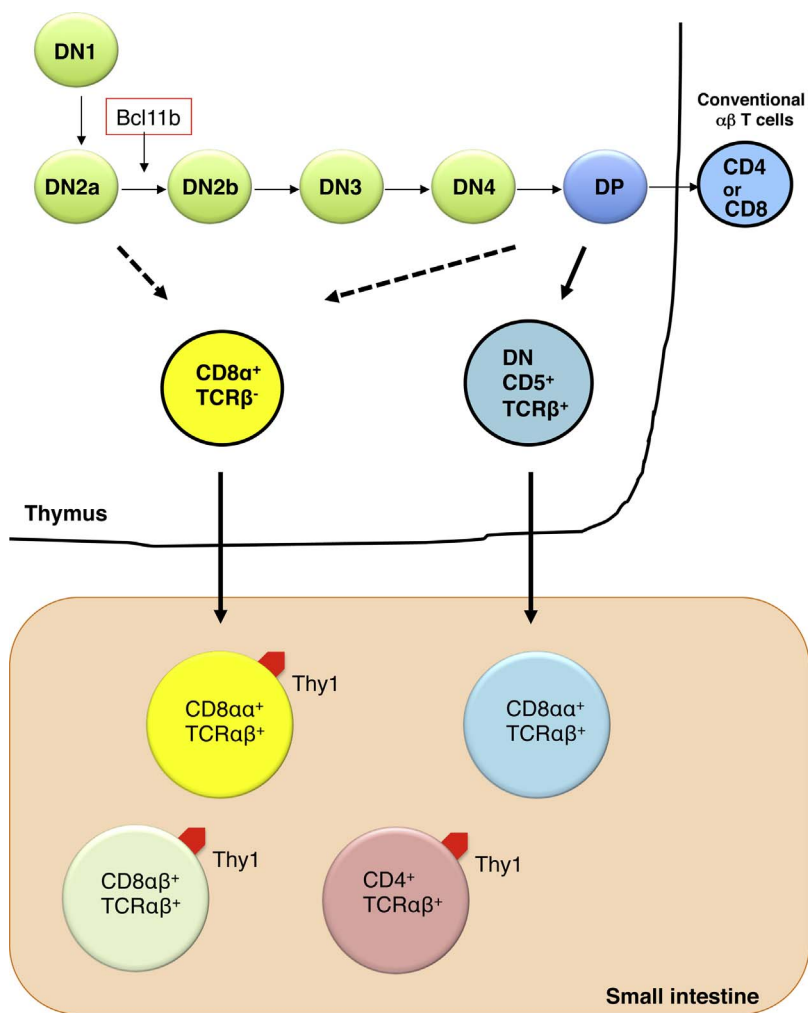 DN1
Bcl11b
Conventional
αβ T cells
DN2a
DN2b
DN3
DN4
DP
CD4
or
CD8
CD8α⁺
TCRβ⁻
DN
CD5⁺
TCRβ⁺
Thymus
Thy1
CD8αα⁺
TCRαβ⁺
CD8αα⁺
TCRαβ⁺
Thy1
CD8αβ⁺
TCRαβ⁺
Thy1
CD4⁺
TCRαβ⁺
Small intestine